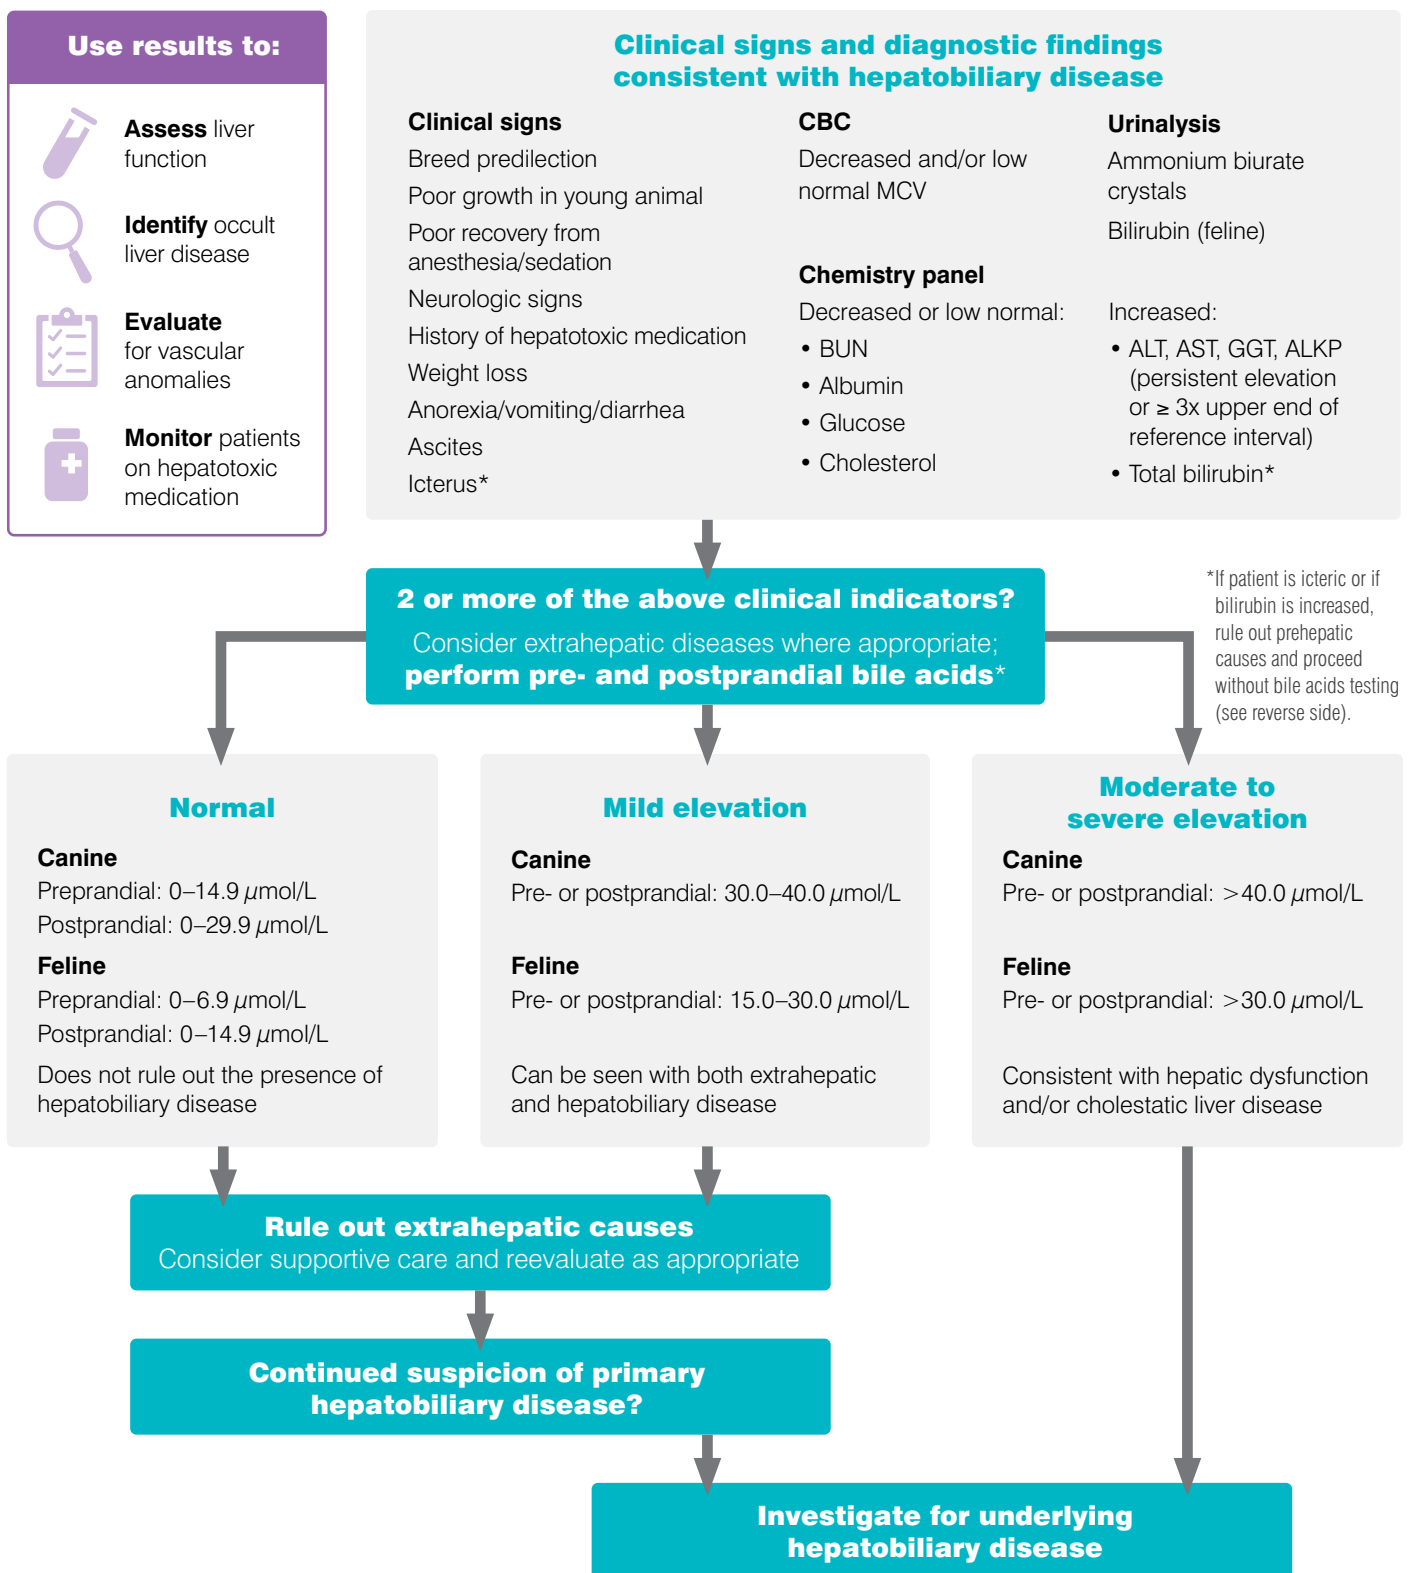 Use results to:
Assess liver
function
Identify occult
liver disease
Evaluate
for vascular
anomalies
Monitor patients
on hepatotoxic
medication
Clinical signs and diagnostic findings
consistent with hepatobiliary disease
Clinical signs
Breed predilection
Poor growth in young animal
Poor recovery from
anesthesia/sedation
Neurologic signs
History of hepatotoxic medication
Weight loss
Anorexia/vomiting/diarrhea
Ascites
Icterus*
CBC
Decreased and/or low
normal MCV
Urinalysis
Ammonium biurate
crystals
Bilirubin (feline)
Chemistry panel
Decreased or low normal:
• BUN
• Albumin
• Glucose
• Cholesterol
Increased:
• ALT, AST, GGT, ALKP
(persistent elevation
or ≥ 3x upper end of
reference interval)
• Total bilirubin*
2 or more of the above clinical indicators?
Consider extrahepatic diseases where appropriate;
perform pre- and postprandial bile acids*
*If patient is icteric or if
bilirubin is increased,
rule out prehepatic
causes and proceed
without bile acids testing
(see reverse side).
Normal
Canine
Preprandial: 0–14.9 µmol/L
Postprandial: 0–29.9 µmol/L
Feline
Preprandial: 0–6.9 µmol/L
Postprandial: 0–14.9 µmol/L
Does not rule out the presence of
hepatobiliary disease
Mild elevation
Canine
Pre- or postprandial: 30.0–40.0 µmol/L
Feline
Pre- or postprandial: 15.0–30.0 µmol/L
Can be seen with both extrahepatic
and hepatobiliary disease
Moderate to
severe elevation
Canine
Pre- or postprandial: >40.0 µmol/L
Feline
Pre- or postprandial: >30.0 µmol/L
Consistent with hepatic dysfunction
and/or cholestatic liver disease
Rule out extrahepatic causes
Consider supportive care and reevaluate as appropriate
Continued suspicion of primary
hepatobiliary disease?
Investigate for underlying
hepatobiliary disease